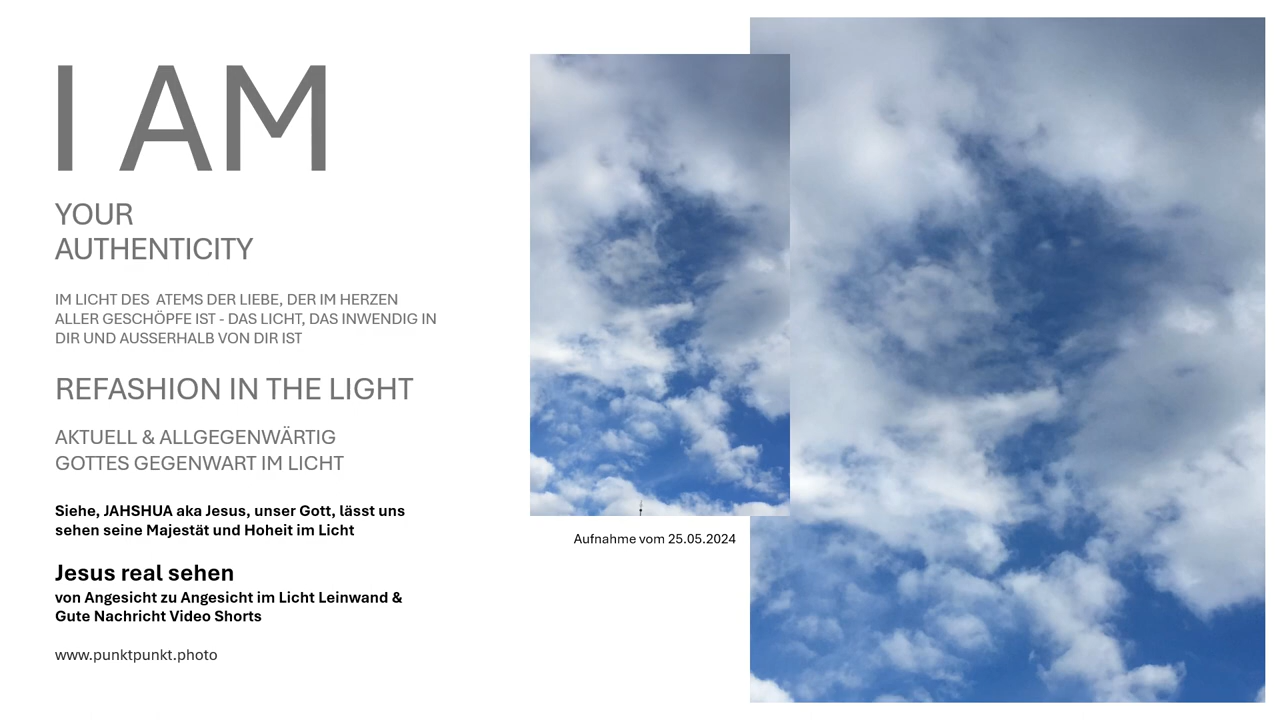 I AM
YOUR
AUTHENTICITY
IM LICHT DES  ATEMS DER LIEBE, DER IM HERZEN
ALLER GESCHÖPFE IST - DAS LICHT, DAS INWENDIG IN
DIR UND AUSSERHALB VON DIR IST
REFASHION IN THE LIGHT
AKTUELL & ALLGEGENWÄRTIG
GOTTES GEGENWART IM LICHT
Siehe, JAHSHUA aka Jesus, unser Gott, lässt uns
sehen seine Majestät und Hoheit im Licht
Jesus real sehen
von Angesicht zu Angesicht im Licht Leinwand &
Gute Nachricht Video Shorts
www.punktpunkt.photo
Aufnahme vom 25.05.2024